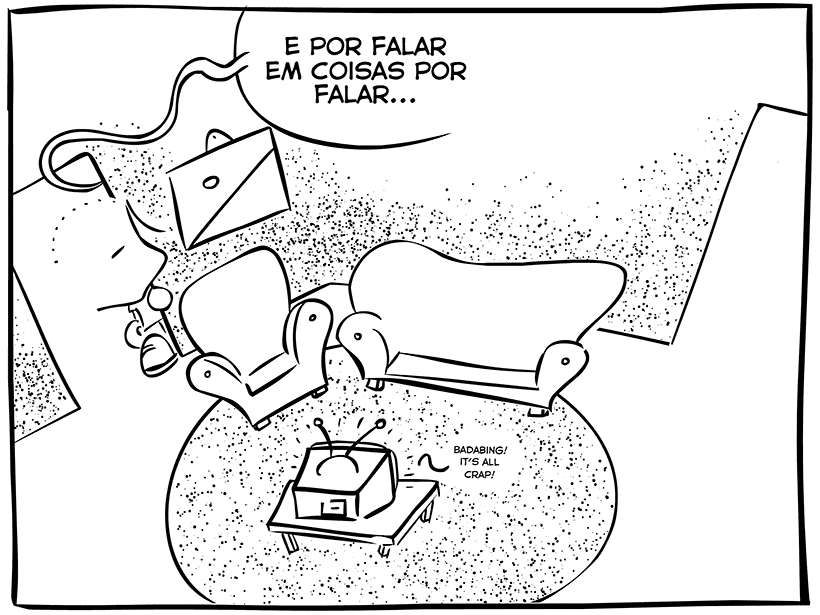 E POR FALAR
EM COISAS POR
FALAR...
BADABING!
IT'S ALL
CRAP!